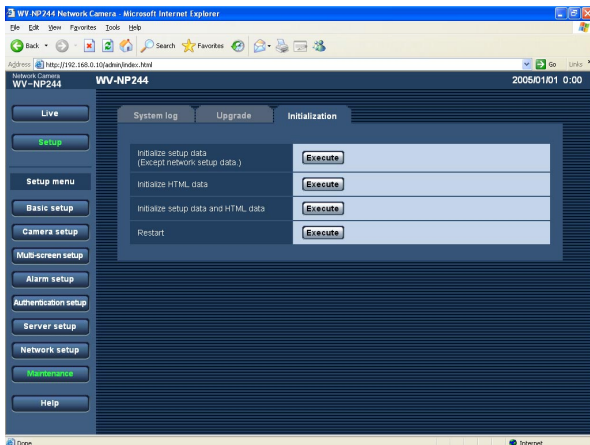 WV-NP244 Network Camera - Microsoft Internet Explorer
File Edit View Favorites Tools Help
Back Search Favorites
Address http://192.168.0.10/admin/index.html Go Links
Network Camera
WV-NP244
WV-NP244
2005/01/01 0:00
Live
Setup
Setup menu
Basic setup
Camera setup
Multi-screen setup
Alarm setup
Authentication setup
Server setup
Network setup
Maintenance
Help
System log Upgrade Initialization
Initialize setup data
(Except network setup data.)
Execute
Initialize HTML data
Execute
Initialize setup data and HTML data
Execute
Restart
Execute
Done
Internet